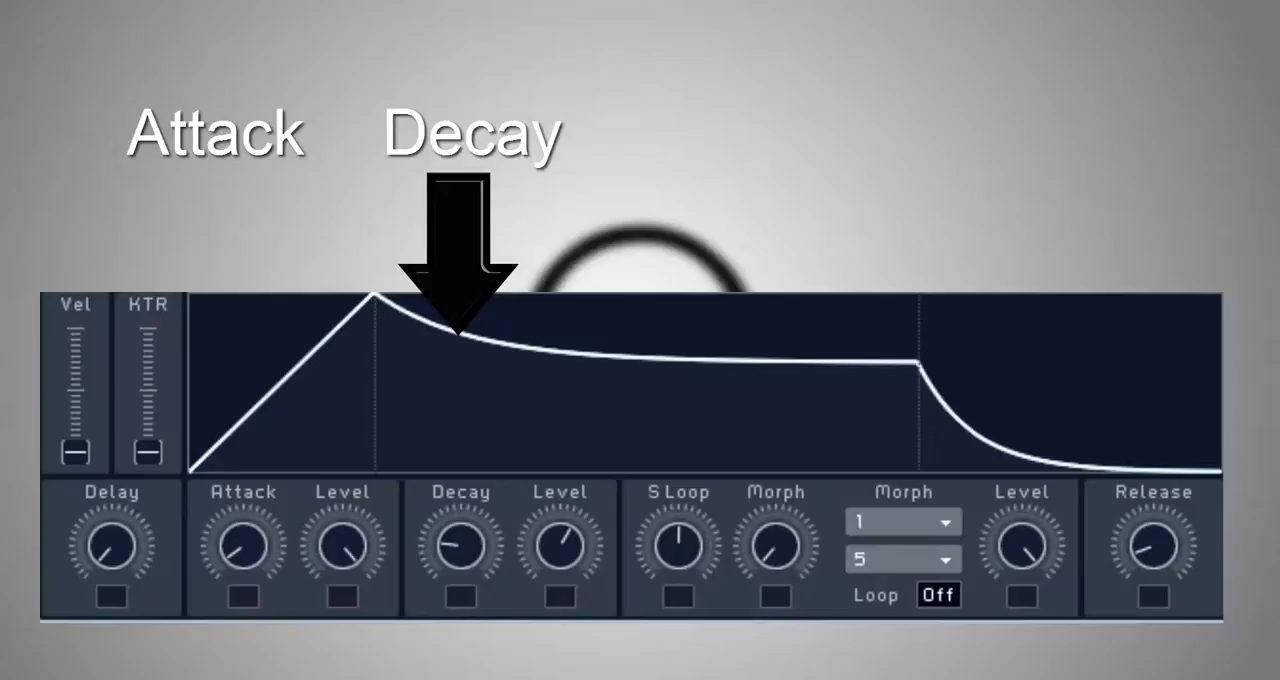 Attack Decay
Vel KTR
Delay Attack Level Decay Level S Loop Morph Morph Level Release
1
5
Loop Off